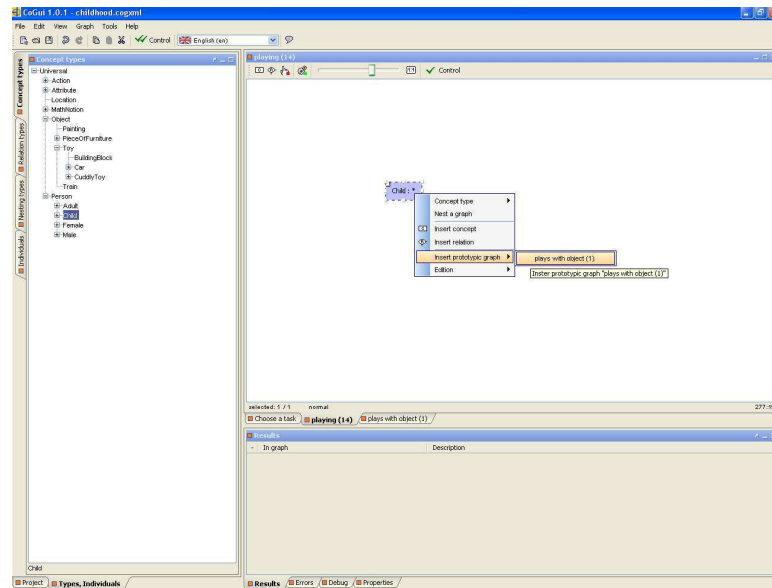 CoGui 1.0.1 - childhood.cogxml
File Edit View Graph Tools Help
Control English (en)
Concept types
Relation types
Nesting types
Individuals
Concept types
Universal
Action
Attribute
Location
MathNotion
Object
Painting
PieceOfFurniture
Toy
BuildingBlock
Car
CuddlyToy
Train
Person
Adult
Child
Female
Male
Child
Project Types, Individuals
playing (14)
1:1 Control
Child : *
Concept type
Nest a graph
Insert concept
Insert relation
Insert prototypic graph
Edition
plays with object (1)
Inster prototypic graph "plays with object (1)"
selected: 1 / 1 normal
Choose a task playing (14) plays with object (1)
Results
In graph Description
Results Errors Debug Properties